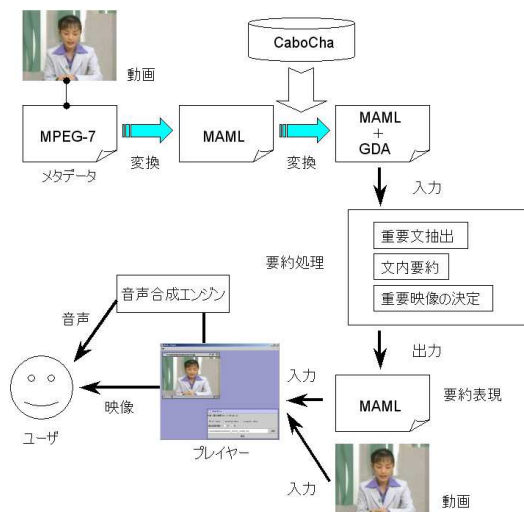 CaboCha
動画
MPEG-7
MAML
MAML
+
GDA
メタデータ
変換
変換
入力
要約処理
重要文抽出
文内要約
重要映像の決定
音声合成エンジン
音声
出力
入力
MAML
要約表現
映像
ユーザ
プレイヤー
入力
動画